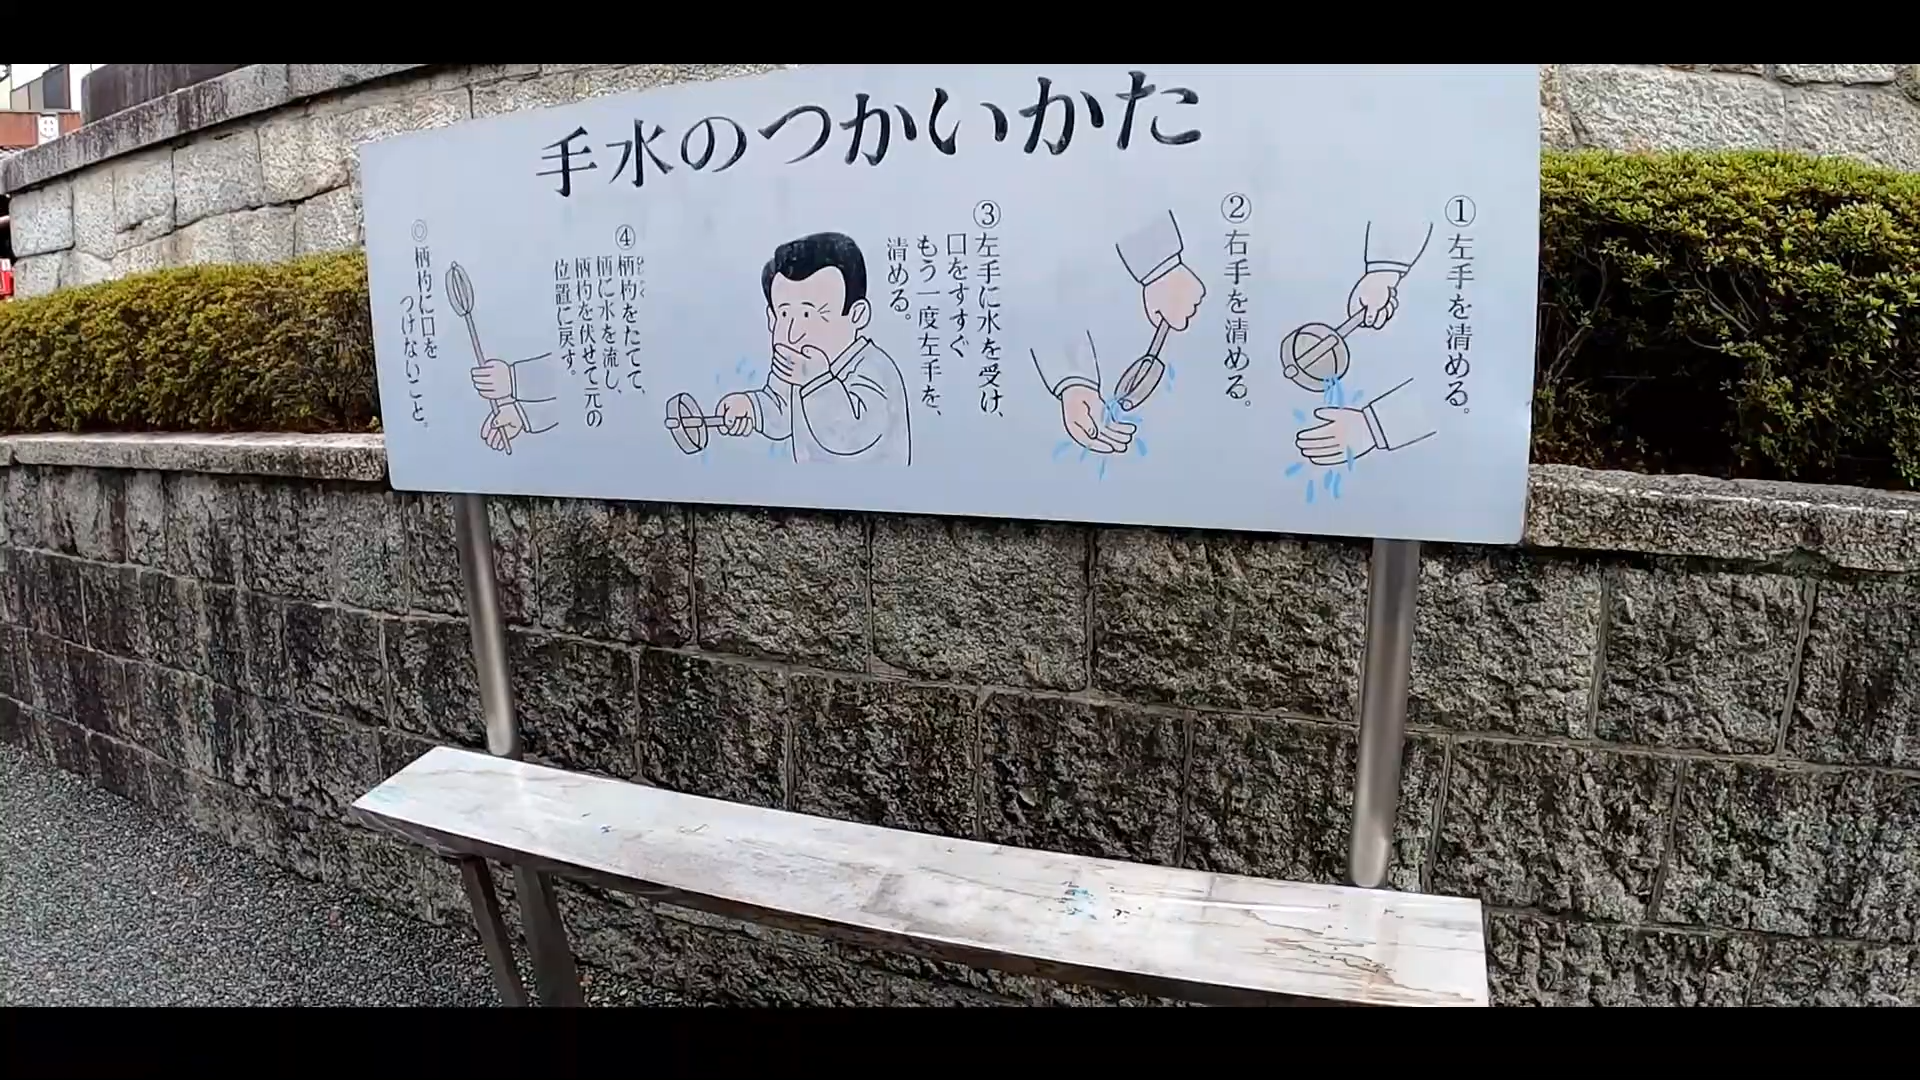 手水のつかいかた
①左手を清める。
②右手を清める。
③左手に水を受け、
口をすすぐ
もう一度左手を、
清める。
④柄杓をたてて、
ひしゃく
柄に水を流し、
柄杓を伏せて元の
位置に戻す。
◎柄杓に口を
つけないこと。